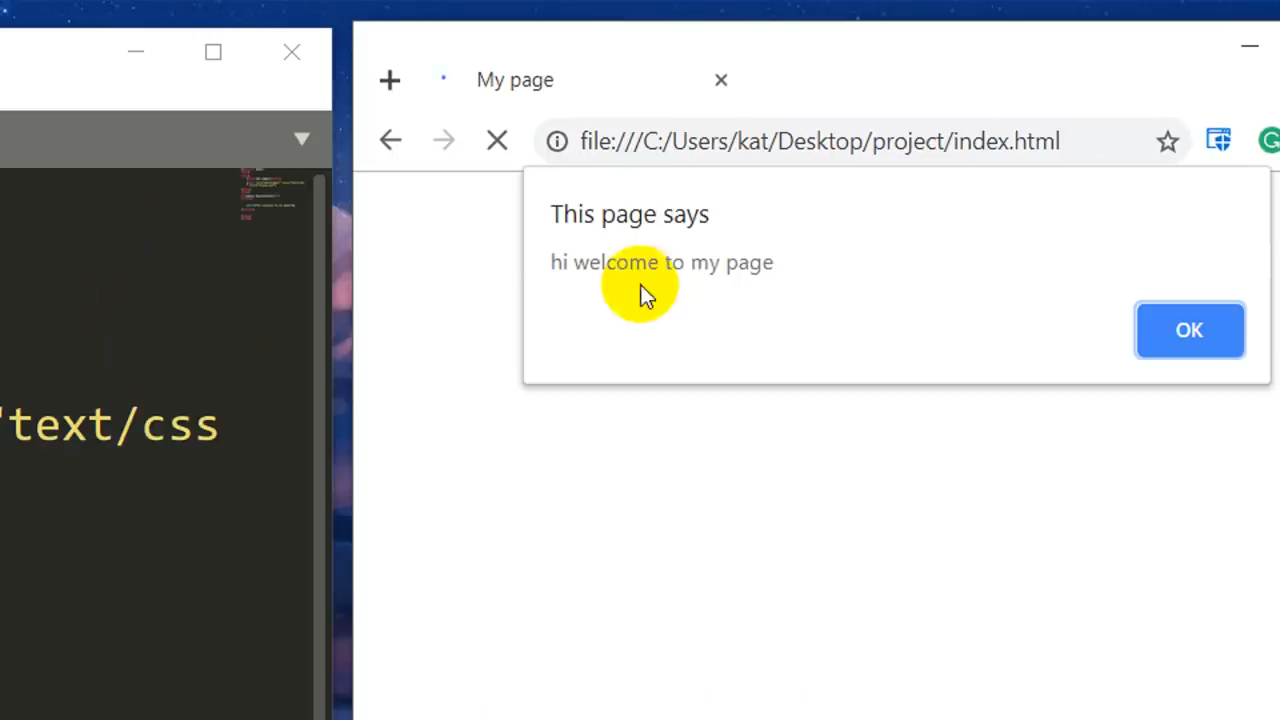 My page
file:///C:/Users/kat/Desktop/project/index.html
This page says
hi welcome to my page
OK
"text/css